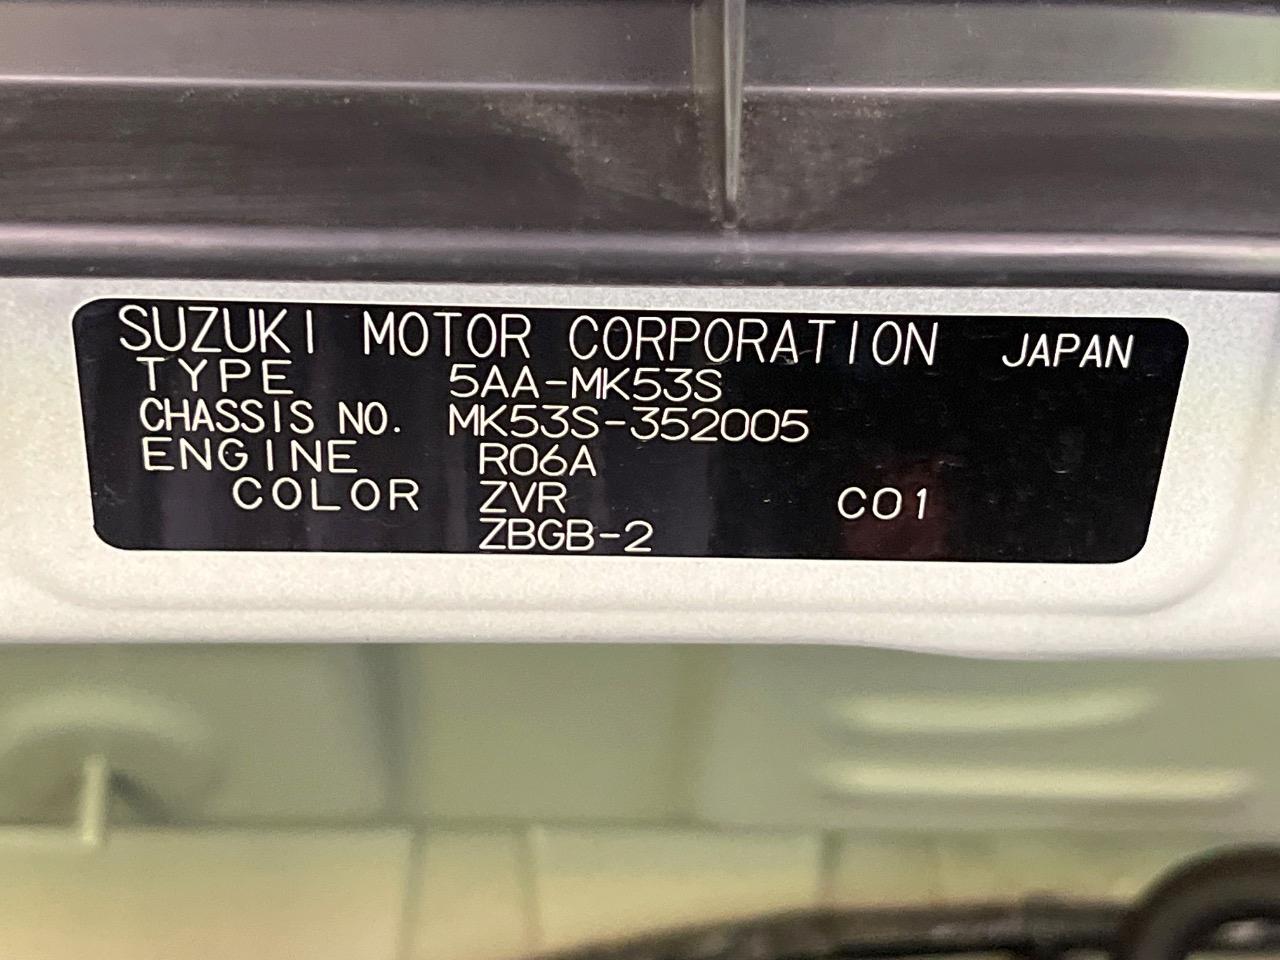 SUZUKI MOTOR CORPORATION JAPAN
TYPE 5AA-MK53S
CHASSIS NO. MK53S-352005
ENGINE R06A
COLOR ZVR C01
ZBGB-2